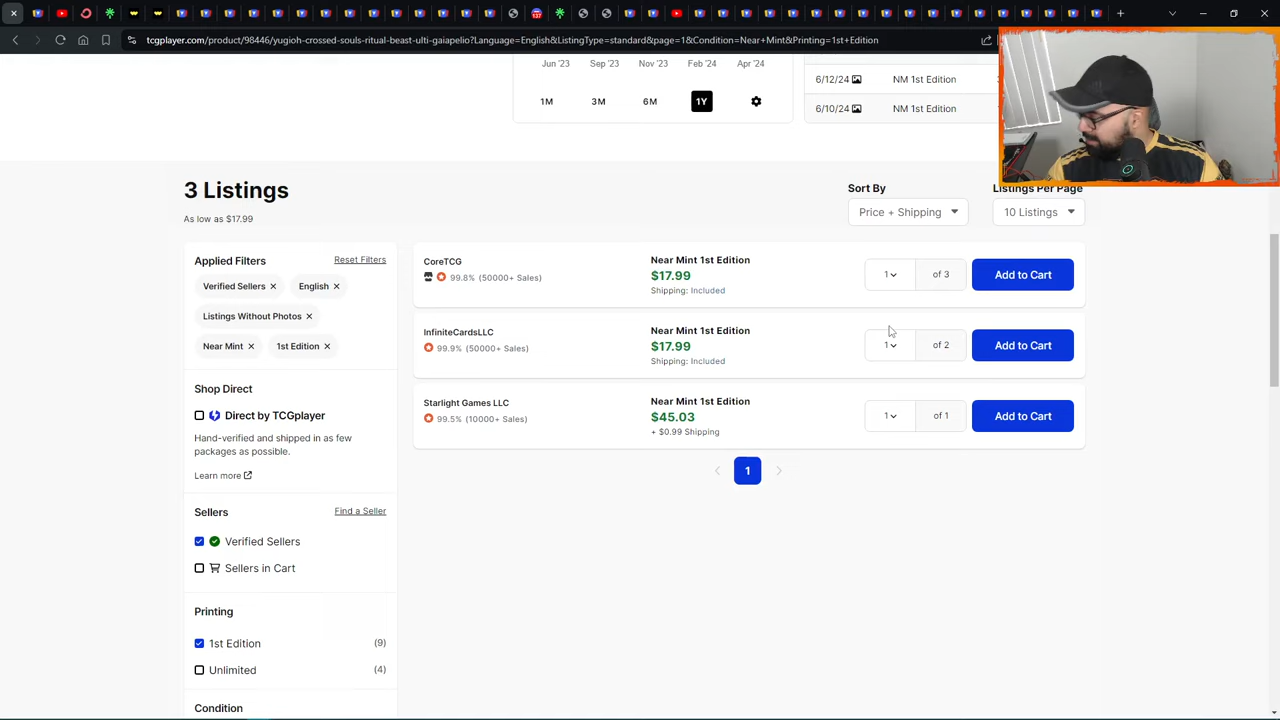 137
tcgplayer.com/product/98446/yugioh-crossed-souls-ritual-beast-ulti-gaiapelio?Language=English&ListingType=standard&page=1&Condition=Near+Mint&Printing=1st+Edition
Jun '23 Sep '23 Nov '23 Feb '24 Apr '24
1M 3M 6M 1Y
6/12/24 NM 1st Edition
6/10/24 NM 1st Edition
3 Listings
As low as $17.99
Sort By
Price + Shipping
Listings Per Page
10 Listings
Applied Filters Reset Filters
Verified Sellers × English ×
Listings Without Photos ×
Near Mint × 1st Edition ×
Shop Direct
Direct by TCGplayer
Hand-verified and shipped in as few
packages as possible.
Learn more
Sellers Find a Seller
Verified Sellers
Sellers in Cart
Printing
1st Edition (9)
Unlimited (4)
Condition
CoreTCG
99.8% (50000+ Sales)
Near Mint 1st Edition
$17.99
Shipping: Included
1 of 3 Add to Cart
InfiniteCardsLLC
99.9% (50000+ Sales)
Near Mint 1st Edition
$17.99
Shipping: Included
1 of 2 Add to Cart
Starlight Games LLC
99.5% (10000+ Sales)
Near Mint 1st Edition
$45.03
+ $0.99 Shipping
1 of 1 Add to Cart
1